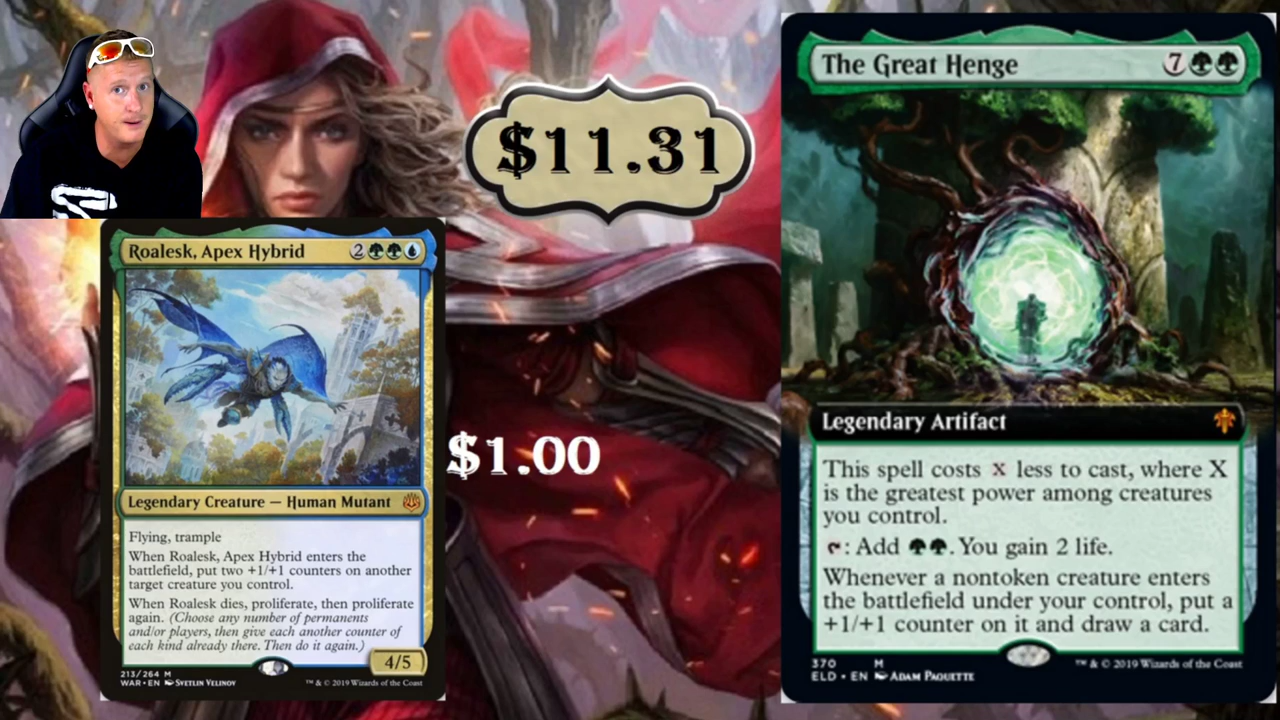 $11.31
Roalesk, Apex Hybrid 2
Legendary Creature — Human Mutant
Flying, trample
When Roalesk, Apex Hybrid enters the
battlefield, put two +1/+1 counters on another
target creature you control.
When Roalesk dies, proliferate, then proliferate
again. (Choose any number of permanents
and/or players, then give each another counter of
each kind already there. Then do it again.)
4/5
213/264 M
WAR • EN Svetlin Velinov
™ & © 2019 Wizards of the Coast
$1.00
The Great Henge 7
Legendary Artifact
This spell costs X less to cast, where X
is the greatest power among creatures
you control.
: Add . You gain 2 life.
Whenever a nontoken creature enters
the battlefield under your control, put a
+1/+1 counter on it and draw a card.
370 M
ELD • EN Adam Paquette
™ & © 2019 Wizards of the Coast